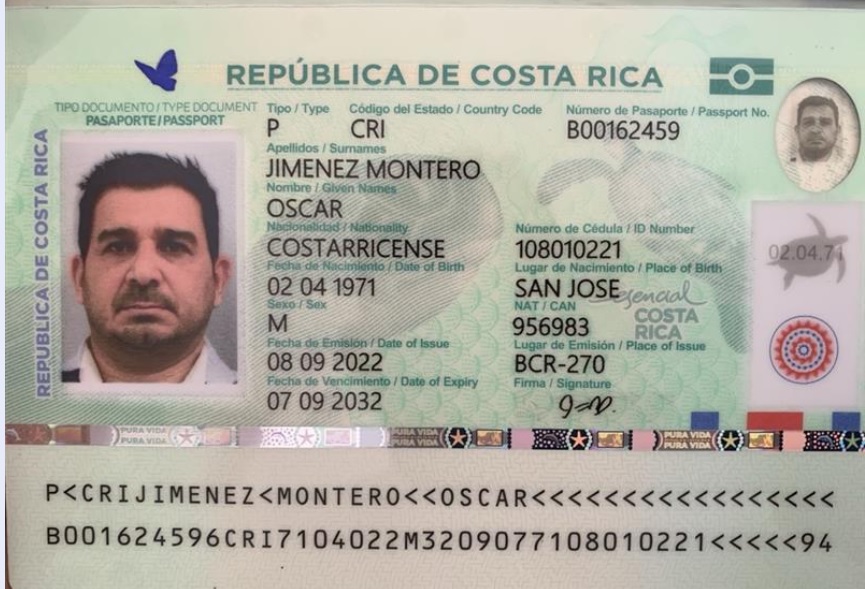 REPÚBLICA DE COSTA RICA
TIPO DOCUMENTO / TYPE DOCUMENT
PASAPORTE/PASSPORT
REPÚBLICA DE COSTA RICA
Tipo / Type Código del Estado / Country Code Número de Pasaporte / Passport No.
P CRI B00162459
Apellidos / Surnames
JIMENEZ MONTERO
Nombre / Given Names
OSCAR
Nacionalidad / Nationality Número de Cédula / ID Number
COSTARRICENSE 108010221
Fecha de Nacimiento / Date of Birth Lugar de Nacimiento / Place of Birth
02 04 1971 SAN JOSE
Sexo / Sex NAT / CAN
M 956983
esencial
COSTA
RICA
02.04.71
Fecha de Emisión / Date of Issue Lugar de Emisión / Place of Issue
08 09 2022 BCR-270
Fecha de Vencimiento / Date of Expiry Firma / Signature
07 09 2032
PURA VIDA PURA VIDA PURA VIDA
PURA VIDA PURA VIDA PURA VIDA
P<CRIJIMENEZ<MONTERO<<OSCAR<<<<<<<<<<<<<<<<<
B001624596CRI7104022M3209077108010221<<<<<94